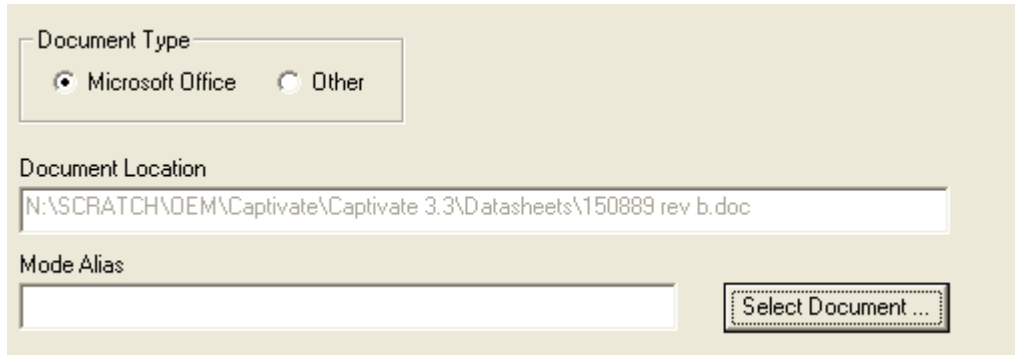 Document Type
Microsoft Office Other
Document Location
N:\SCRATCH\OEM\Captivate\Captivate 3.3\Datasheets\150889 rev b.doc
Mode Alias
Select Document ...